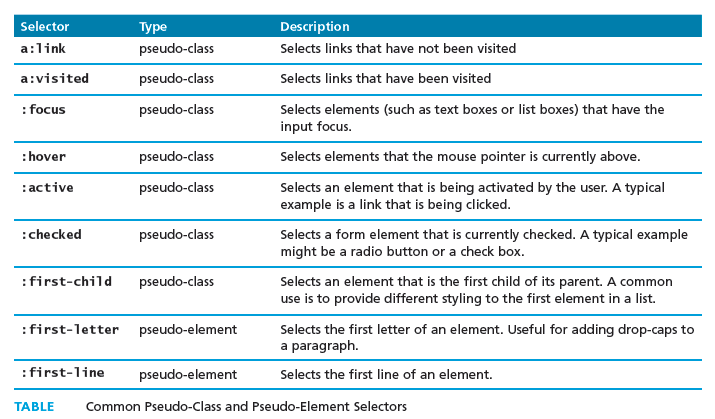 Selector Type Description
a:link pseudo-class Selects links that have not been visited
a:visited pseudo-class Selects links that have been visited
:focus pseudo-class Selects elements (such as text boxes or list boxes) that have the
input focus.
:hover pseudo-class Selects elements that the mouse pointer is currently above.
:active pseudo-class Selects an element that is being activated by the user. A typical
example is a link that is being clicked.
:checked pseudo-class Selects a form element that is currently checked. A typical example
might be a radio button or a check box.
:first-child pseudo-class Selects an element that is the first child of its parent. A common
use is to provide different styling to the first element in a list.
:first-letter pseudo-element Selects the first letter of an element. Useful for adding drop-caps to
a paragraph.
:first-line pseudo-element Selects the first line of an element.
TABLE Common Pseudo-Class and Pseudo-Element Selectors